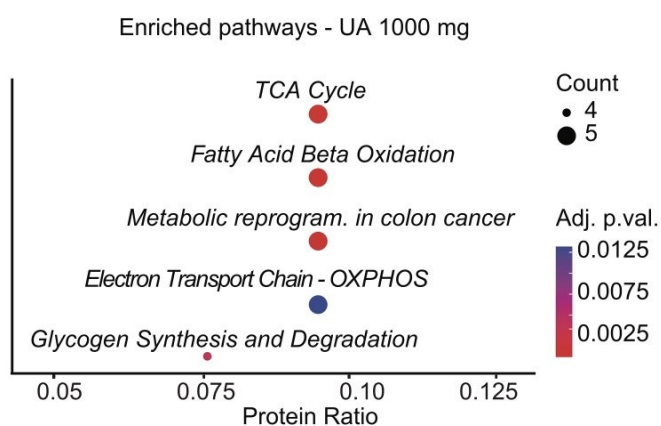 Enriched pathways - UA 1000 mg
TCA Cycle
Fatty Acid Beta Oxidation
Metabolic reprogram. in colon cancer
Electron Transport Chain - OXPHOS
Glycogen Synthesis and Degradation
0.05 0.075 0.10 0.125
Protein Ratio
Count
4
5
Adj. p.val.
0.0125
0.0075
0.0025